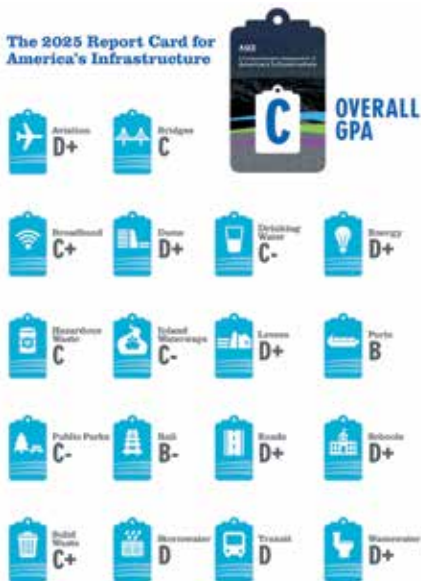 The 2025 Report Card for
America's Infrastructure
ASCE
C
OVERALL
GPA
Aviation
D+
Bridges
C
Broadband
C+
Dams
D+
Drinking
Water
C-
Energy
D+
Hazardous
Waste
C
Inland
Waterways
C-
Levees
D+
Ports
B
Public Parks
C-
Rail
B-
Roads
D+
Schools
D+
Solid
Waste
C+
Stormwater
D
Transit
D
Wastewater
D+